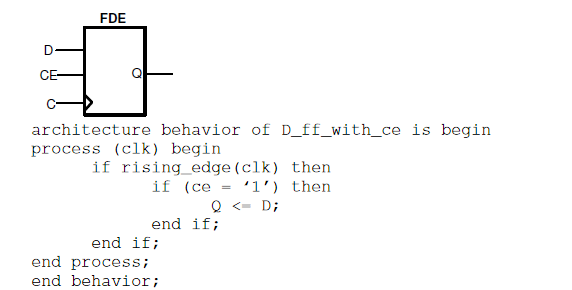 FDE
D
CE
Q
C
architecture behavior of D_ff_with_ce is begin
process (clk) begin
if rising_edge(clk) then
if (ce = ‘1’) then
Q <= D;
end if;
end if;
end process;
end behavior;